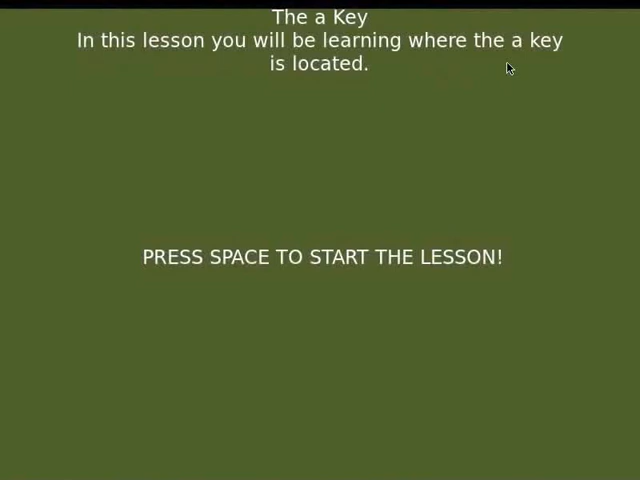 The a Key
In this lesson you will be learning where the a key
is located.
PRESS SPACE TO START THE LESSON!